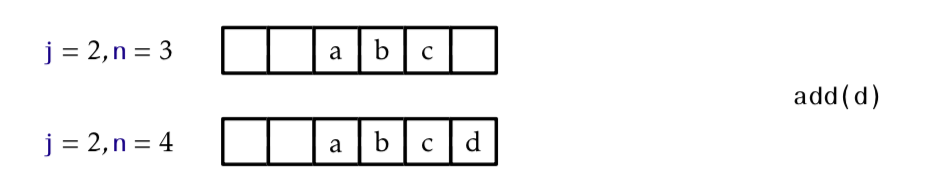 j = 2, n = 3 a b c
add(d)
j = 2, n = 4 a b c d